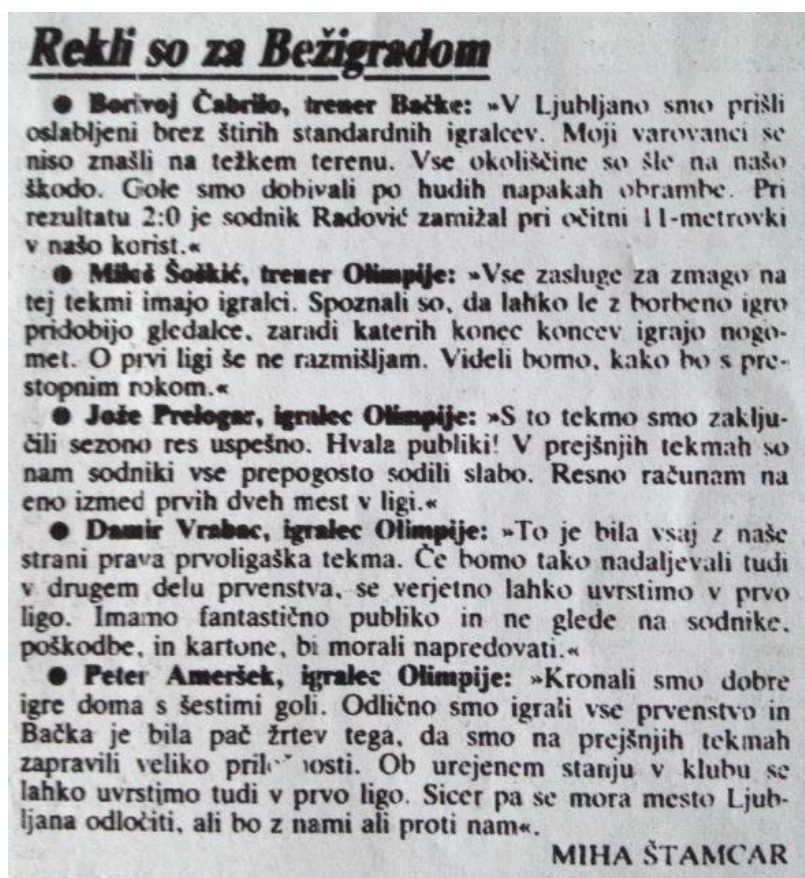 Rekli so za Bežigradom
● Borivoj Čabrilo, trener Bačke: »V Ljubljano smo prišli
oslabljeni brez štirih standardnih igralcev. Moji varovanci se
niso znašli na težkem terenu. Vse okoliščine so šle na našo
škodo. Gole smo dobivali po hudih napakah obrambe. Pri
rezultatu 2:0 je sodnik Radović zamižal pri očitni 11-metrovki
v našo korist.«
● Miloš Šoškić, trener Olimpije: »Vse zasluge za zmago na
tej tekmi imajo igralci. Spoznali so, da lahko le z borbeno igro
pridobijo gledalce, zaradi katerih konec koncev igrajo nogo-
met. O prvi ligi še ne razmišljam. Videli bomo, kako bo s pre-
stopnim rokom.«
● Jože Prelogar, igralec Olimpije: »S to tekmo smo zaklju-
čili sezono res uspešno. Hvala publiki! V prejšnjih tekmah so
nam sodniki vse prepogosto sodili slabo. Resno računam na
eno izmed prvih dveh mest v ligi.«
● Damir Vrabac, igralec Olimpije: »To je bila vsaj z naše
strani prava prvoligaška tekma. Če bomo tako nadaljevali tudi
v drugem delu prvenstva, se verjetno lahko uvrstimo v prvo
ligo. Imamo fantastično publiko in ne glede na sodnike,
poškodbe, in kartone, bi morali napredovati.«
● Peter Ameršek, igralec Olimpije: »Kronali smo dobre
igre doma s šestimi goli. Odlično smo igrali vse prvenstvo in
Bačka je bila pač žrtev tega, da smo na prejšnjih tekmah
zapravili veliko priložnosti. Ob urejenem stanju v klubu se
lahko uvrstimo tudi v prvo ligo. Sicer pa se mora mesto Ljub-
ljana odločiti, ali bo z nami ali proti nam«.
MIHA ŠTAMCAR